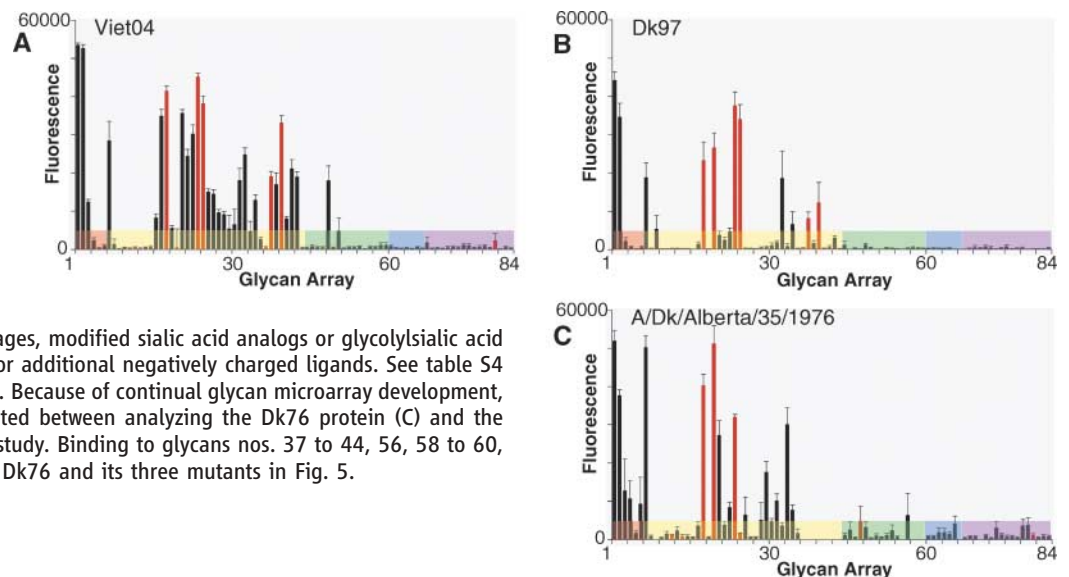 60000
A
Viet04
Fluorescence
0
1
30
60
84
Glycan Array
60000
B
Dk97
Fluorescence
0
1
30
60
84
Glycan Array
ages, modified sialic acid analogs or glycolylsialic acid
or additional negatively charged ligands. See table S4
. Because of continual glycan microarray development,
ted between analyzing the Dk76 protein (C) and the
study. Binding to glycans nos. 37 to 44, 56, 58 to 60,
Dk76 and its three mutants in Fig. 5.
60000
C
A/Dk/Alberta/35/1976
Fluorescence
0
1
30
60
84
Glycan Array